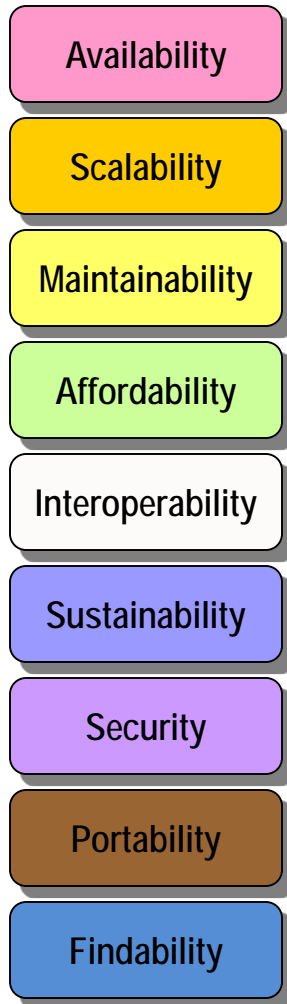 Availability
Scalability
Maintainability
Affordability
Interoperability
Sustainability
Security
Portability
Findability